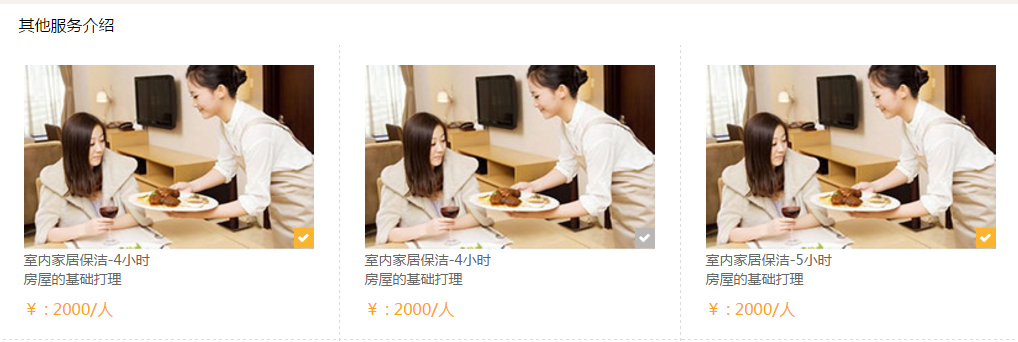 其他服务介绍
室内家居保洁-4小时
房屋的基础打理
￥ : 2000/人
室内家居保洁-4小时
房屋的基础打理
￥ : 2000/人
室内家居保洁-5小时
房屋的基础打理
￥ : 2000/人